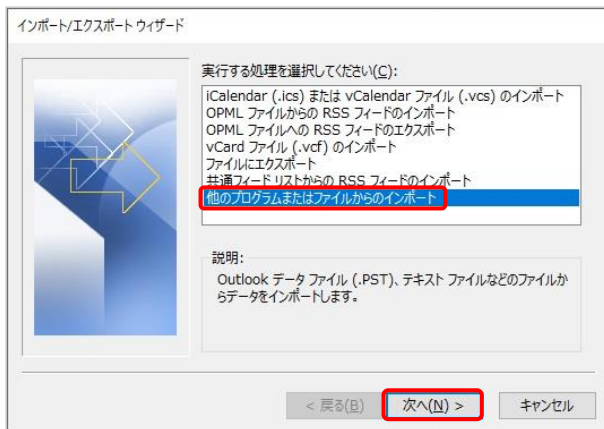 インポート/エクスポート ウィザード
実行する処理を選択してください(C):
iCalendar (.ics) または vCalendar ファイル (.vcs) のインポート
OPML ファイルからの RSS フィードのインポート
OPML ファイルへの RSS フィードのエクスポート
vCard ファイル (.vcf) のインポート
ファイルにエクスポート
共通フィード リストからの RSS フィードのインポート
他のプログラムまたはファイルからのインポート
説明:
Outlook データ ファイル (.PST)、テキスト ファイルなどのファイルか
らデータをインポートします。
< 戻る(B)
次へ(N) >
キャンセル